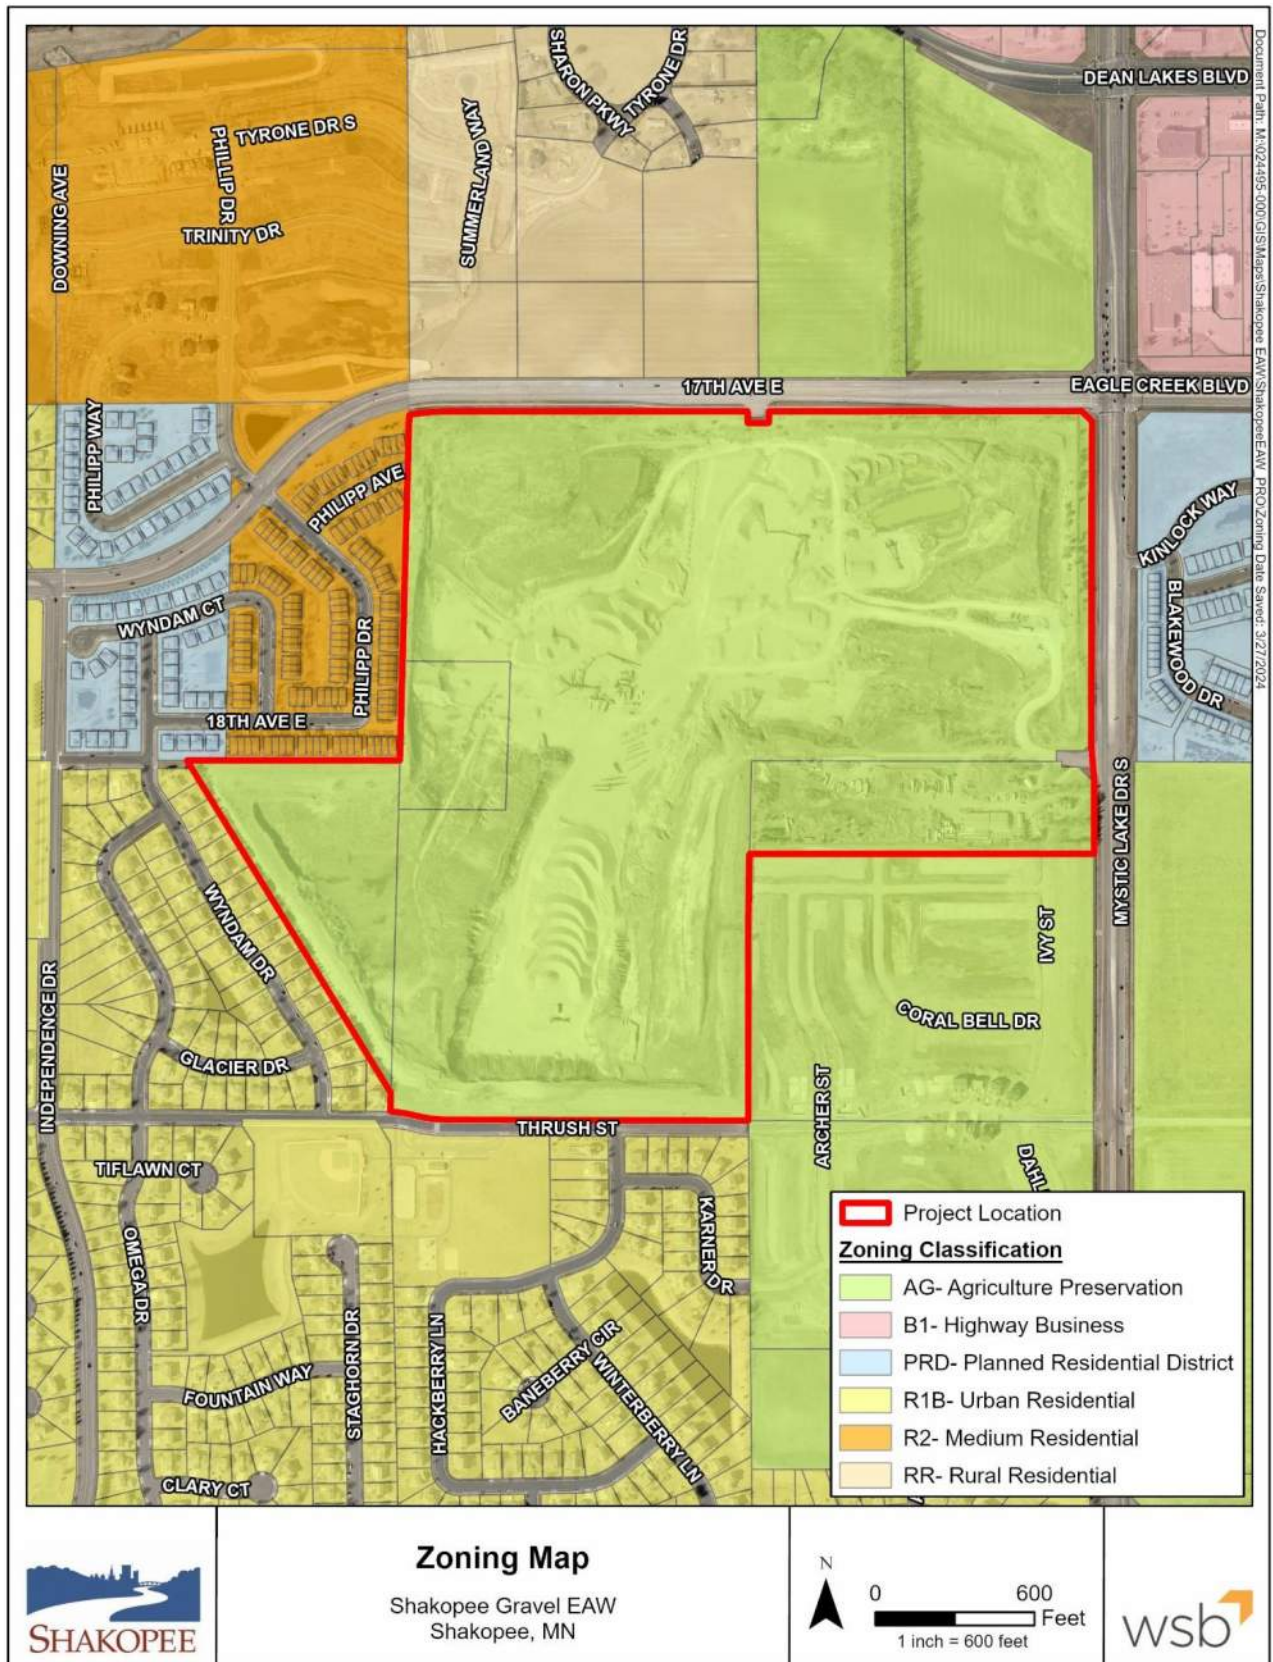 SHARON PKWY
TYRONE DR
DEAN LAKES BLVD
SUMMERLAND WAY
TYRONE DR S
PHILLIP DR
DOWNING AVE
TRINITY DR
17TH AVE E
EAGLE CREEK BLVD
PHILIPP WAY
PHILIPP AVE
KINLOCK WAY
WYNDAM CT
BLAKEWOOD DR
PHILIPP DR
18TH AVE E
MYSTIC LAKE DR S
WYNDAM DR
IVY ST
INDEPENDENCE DR
CORAL BELL DR
GLACIER DR
ARCHER ST
THRUSH ST
TIFLAWN CT
DAHL
KARNER DR
OMEGA DR
STAGHORN DR
HACKBERRY LN
BANEBERRY CIR
WINTERBERRY LN
FOUNTAIN WAY
CLARY CT
Project Location
Zoning Classification
AG- Agriculture Preservation
B1- Highway Business
PRD- Planned Residential District
R1B- Urban Residential
R2- Medium Residential
RR- Rural Residential
Document Path: M:\024495-000\GIS\Maps\Shakopee EAW\ShakopeeEAW_PRO\Zoning Date Saved: 3/27/2024
SHAKOPEE
Zoning Map
Shakopee Gravel EAW
Shakopee, MN
N
0 600
Feet
1 inch = 600 feet
wsb